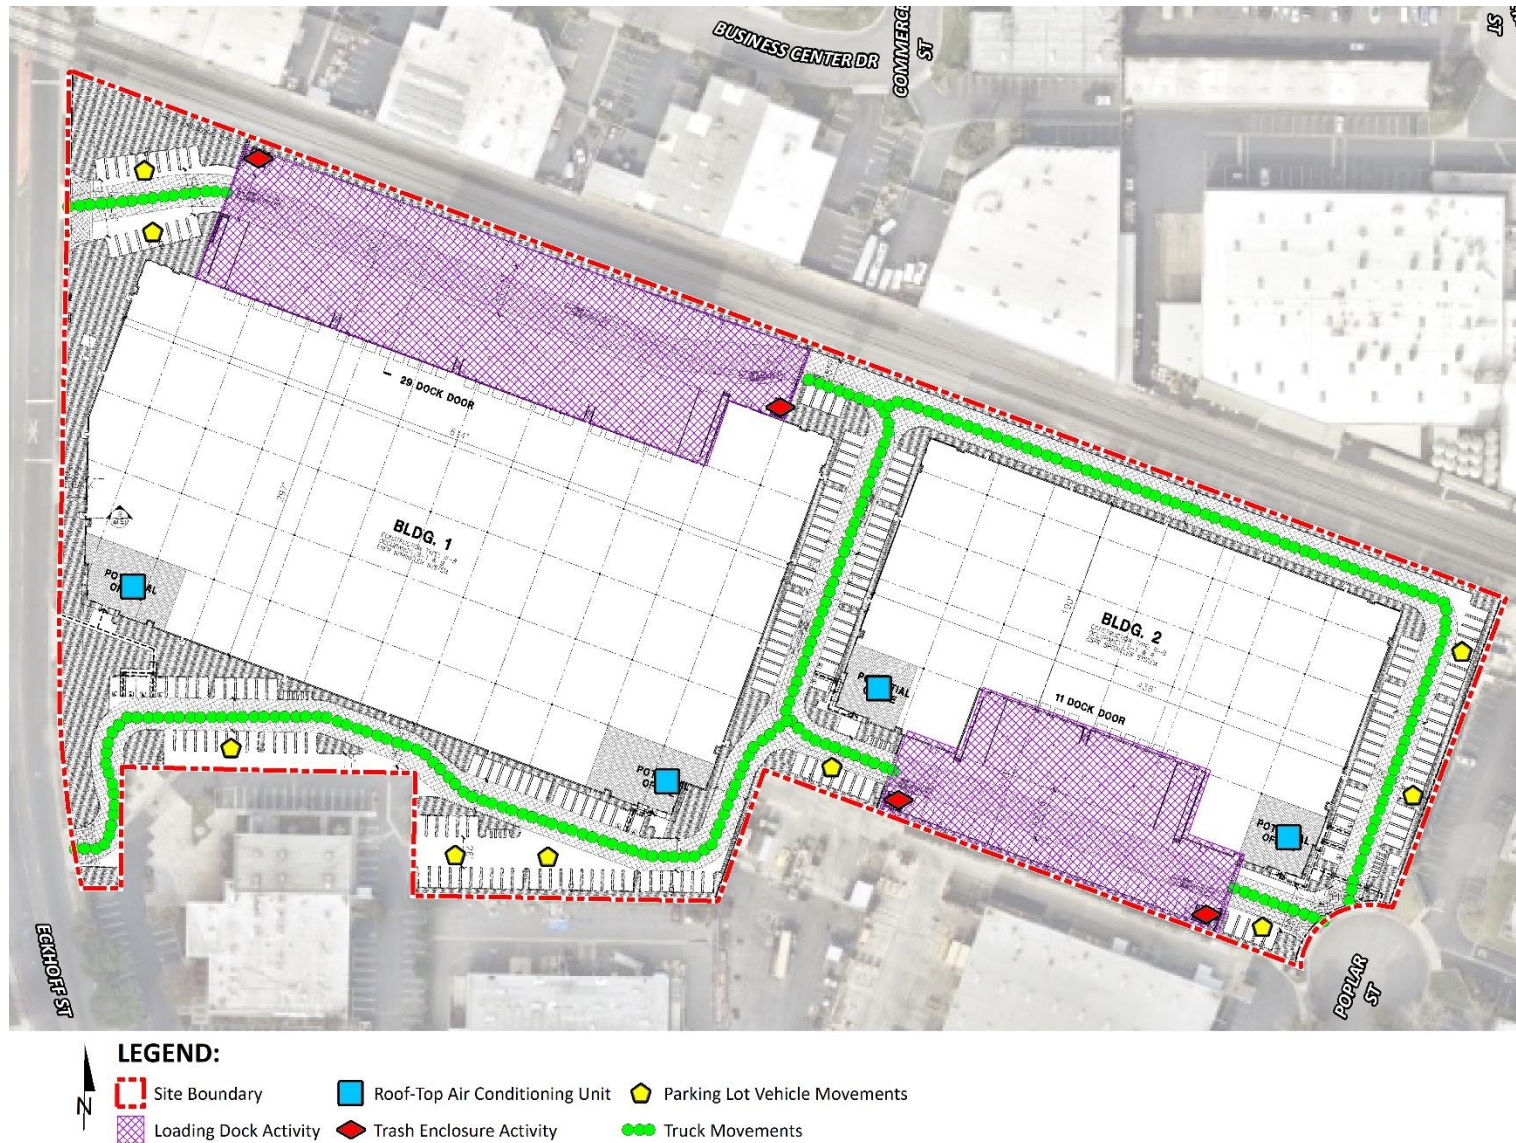 BUSINESS CENTER DR
COMMERCE
ST
ST
29 DOCK DOOR
634'
BLDG. 1
BLDG. 2
11 DOCK DOOR
438'
ECKHOFF ST
POPLAR
ST
N
LEGEND:
Site Boundary
Roof-Top Air Conditioning Unit
Parking Lot Vehicle Movements
Loading Dock Activity
Trash Enclosure Activity
Truck Movements